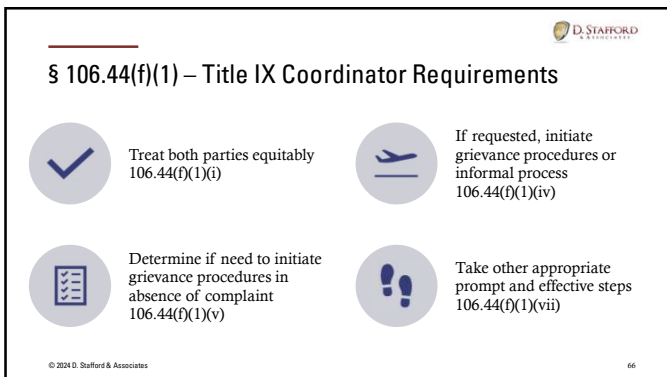 D. STAFFORD
& ASSOCIATES
§ 106.44(f)(1) – Title IX Coordinator Requirements
Treat both parties equitably
106.44(f)(1)(i)
If requested, initiate
grievance procedures or
informal process
106.44(f)(1)(iv)
Determine if need to initiate
grievance procedures in
absence of complaint
106.44(f)(1)(v)
Take other appropriate
prompt and effective steps
106.44(f)(1)(vii)
© 2024 D. Stafford & Associates
66